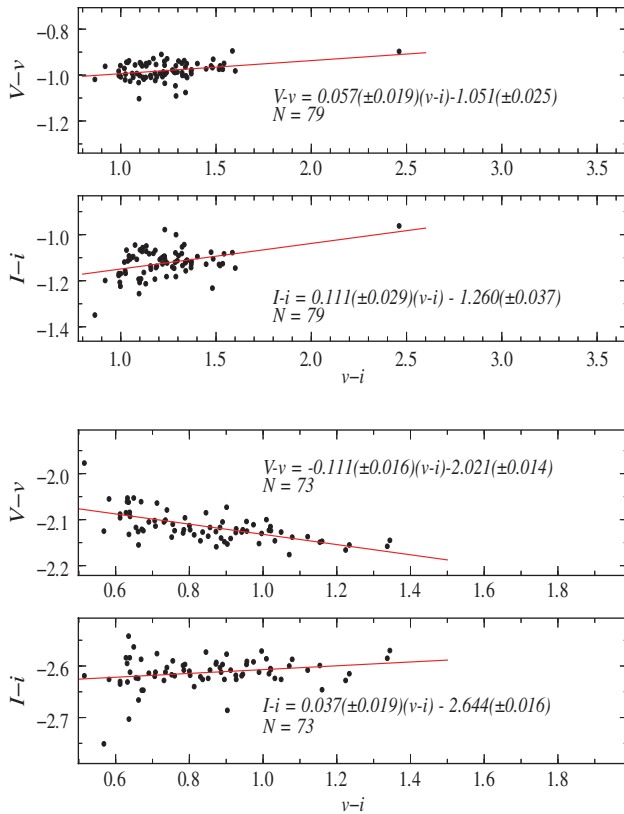 V−v
−0.8
−1.0
−1.2
V-v = 0.057(±0.019)(v-i)-1.051(±0.025)
N = 79
1.0 1.5 2.0 2.5 3.0 3.5
I−i
−1.0
−1.2
−1.4
I-i = 0.111(±0.029)(v-i) - 1.260(±0.037)
N = 79
1.0 1.5 2.0 2.5 3.0 3.5
v−i
V−v
−2.0
−2.1
−2.2
V-v = -0.111(±0.016)(v-i)-2.021(±0.014)
N = 73
0.6 0.8 1.0 1.2 1.4 1.6 1.8
I−i
−2.6
−2.7
I-i = 0.037(±0.019)(v-i) - 2.644(±0.016)
N = 73
0.6 0.8 1.0 1.2 1.4 1.6 1.8
v−i